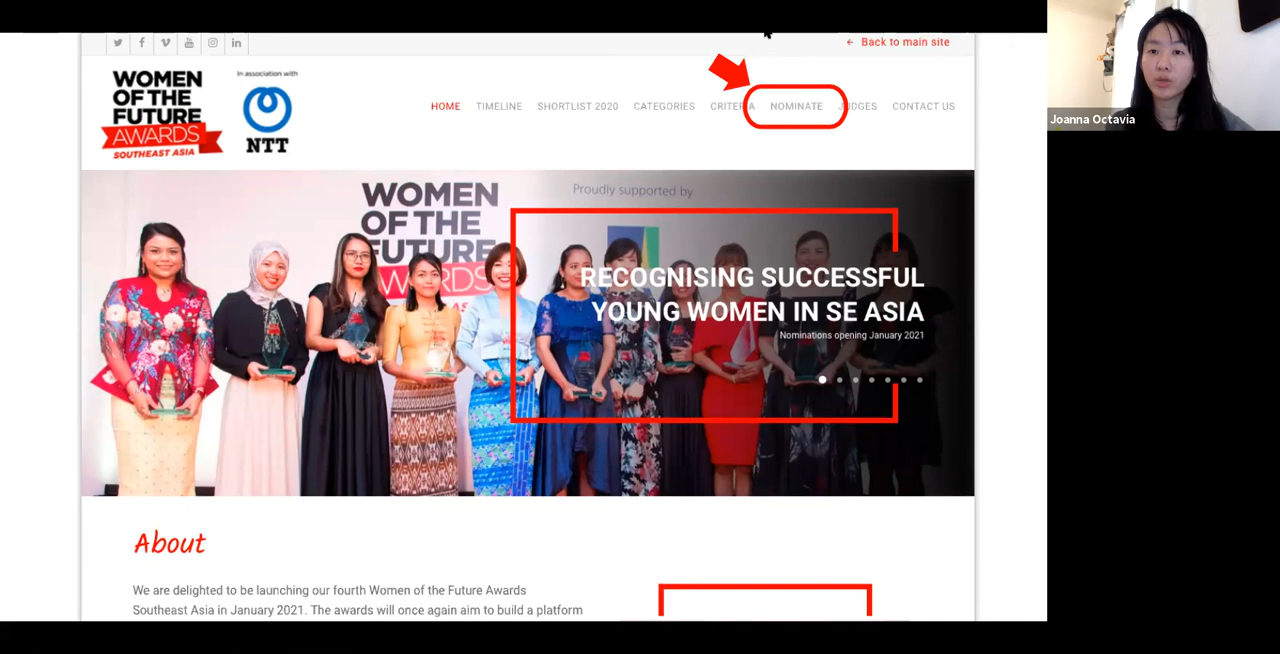 ← Back to main site
WOMEN
OF THE
FUTURE
AWARDS
SOUTHEAST ASIA
In association with
NTT
HOME TIMELINE SHORTLIST 2020 CATEGORIES CRITERIA NOMINATE JUDGES CONTACT US
Joanna Octavia
WOMEN
OF THE
FUTURE
AWARDS
Proudly supported by
RECOGNISING SUCCESSFUL
YOUNG WOMEN IN SE ASIA
Nominations opening January 2021
About
We are delighted to be launching our fourth Women of the Future Awards
Southeast Asia in January 2021. The awards will once again aim to build a platform